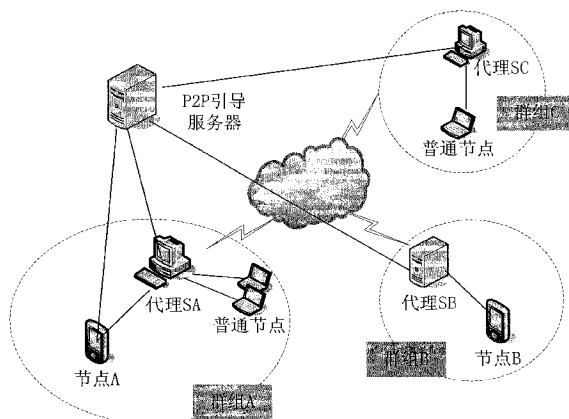 代理SC
P2P引导
服务器
群组C
普通节点
代理SA
代理SB
普通节点
群组B
节点B
节点A
群组A